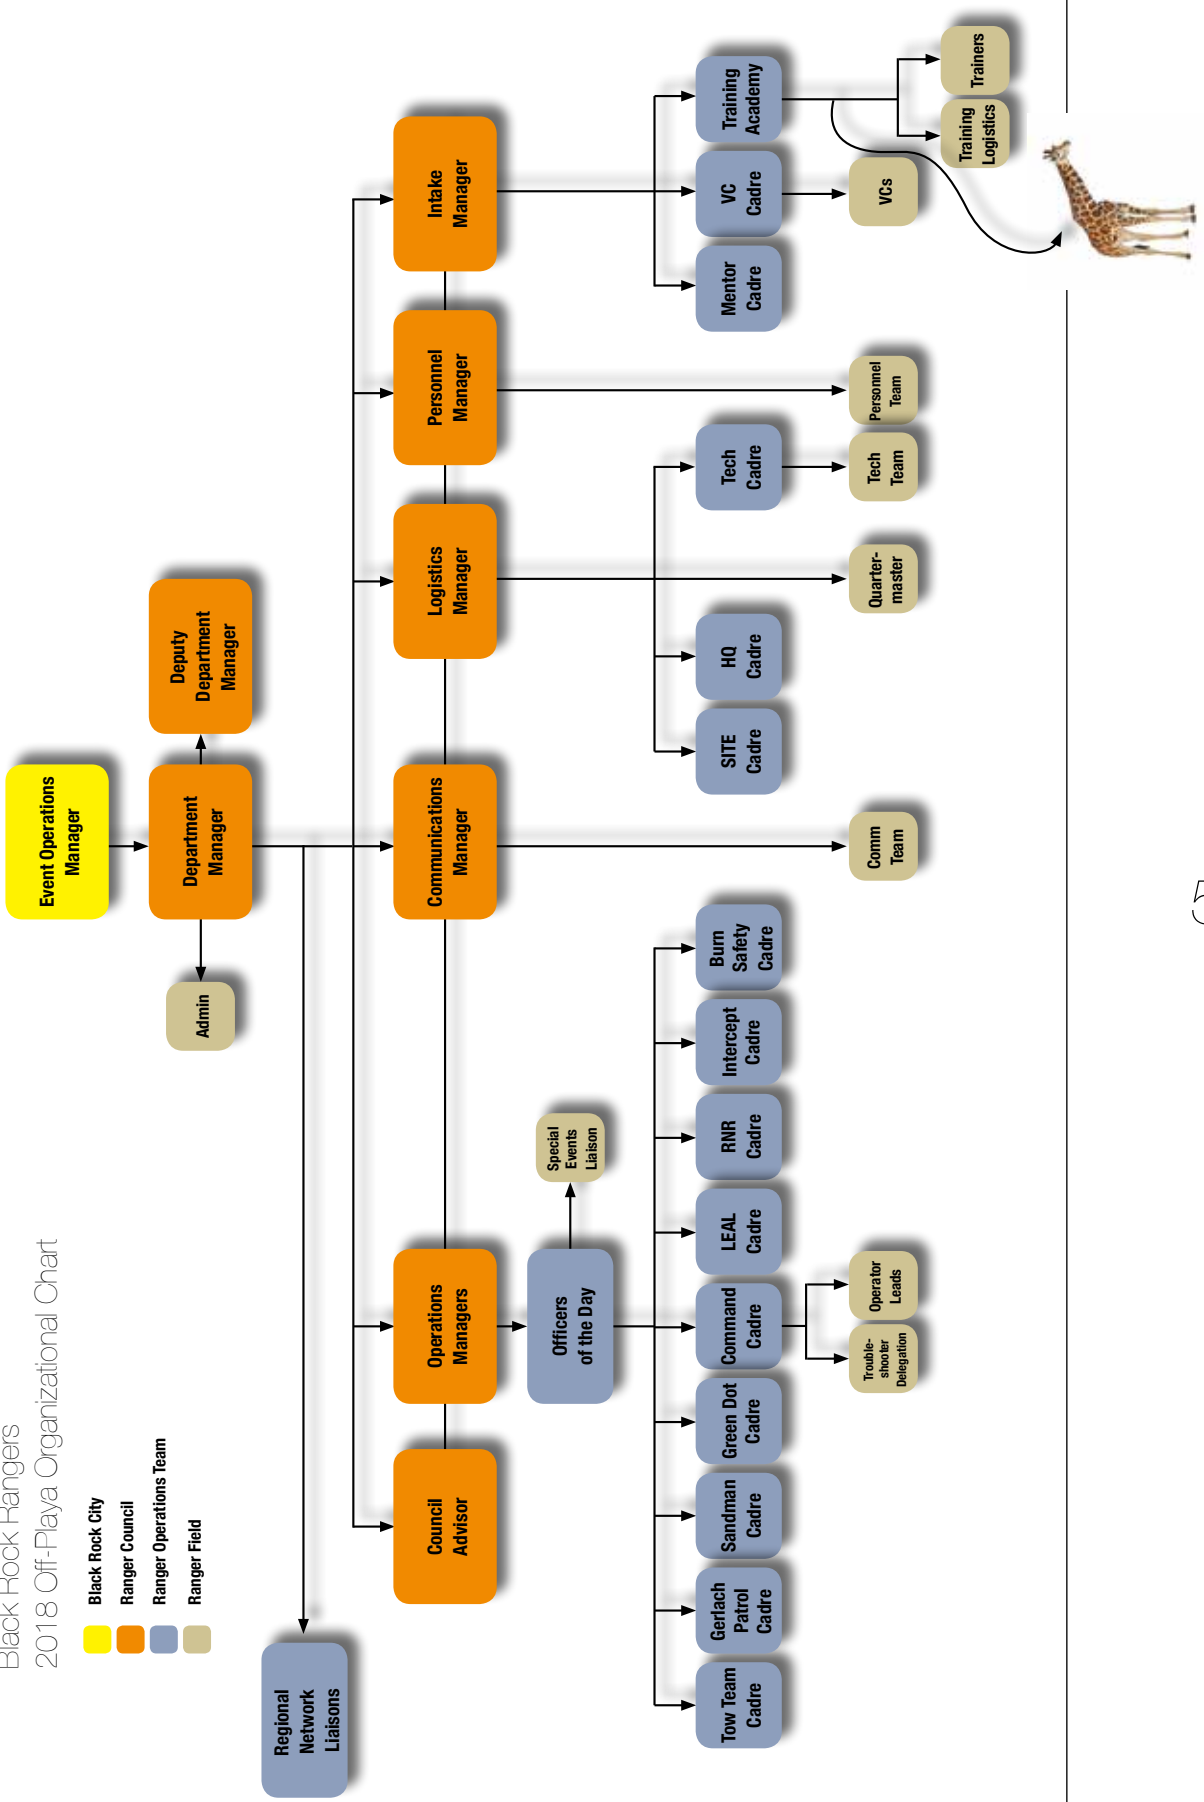 Black Rock Rangers
2018 Off-Playa Organizational Chart
Black Rock City
Ranger Council
Ranger Operations Team
Ranger Field
Event Operations
Manager
Admin
Department
Manager
Deputy
Department
Manager
Regional
Network
Liaisons
Council
Advisor
Operations
Managers
Communications
Manager
Logistics
Manager
Personnel
Manager
Intake
Manager
Officers
of the Day
Special
Events
Liaison
Tow Team
Cadre
Gerlach
Patrol
Cadre
Sandman
Cadre
Green Dot
Cadre
Command
Cadre
LEAL
Cadre
RNR
Cadre
Intercept
Cadre
Burn
Safety
Cadre
SITE
Cadre
HQ
Cadre
Tech
Cadre
Mentor
Cadre
VC
Cadre
Training
Academy
Trouble-
shooter
Delegation
Operator
Leads
Comm
Team
Quarter-
master
Tech
Team
Personnel
Team
VCs
Training
Logistics
Trainers
5